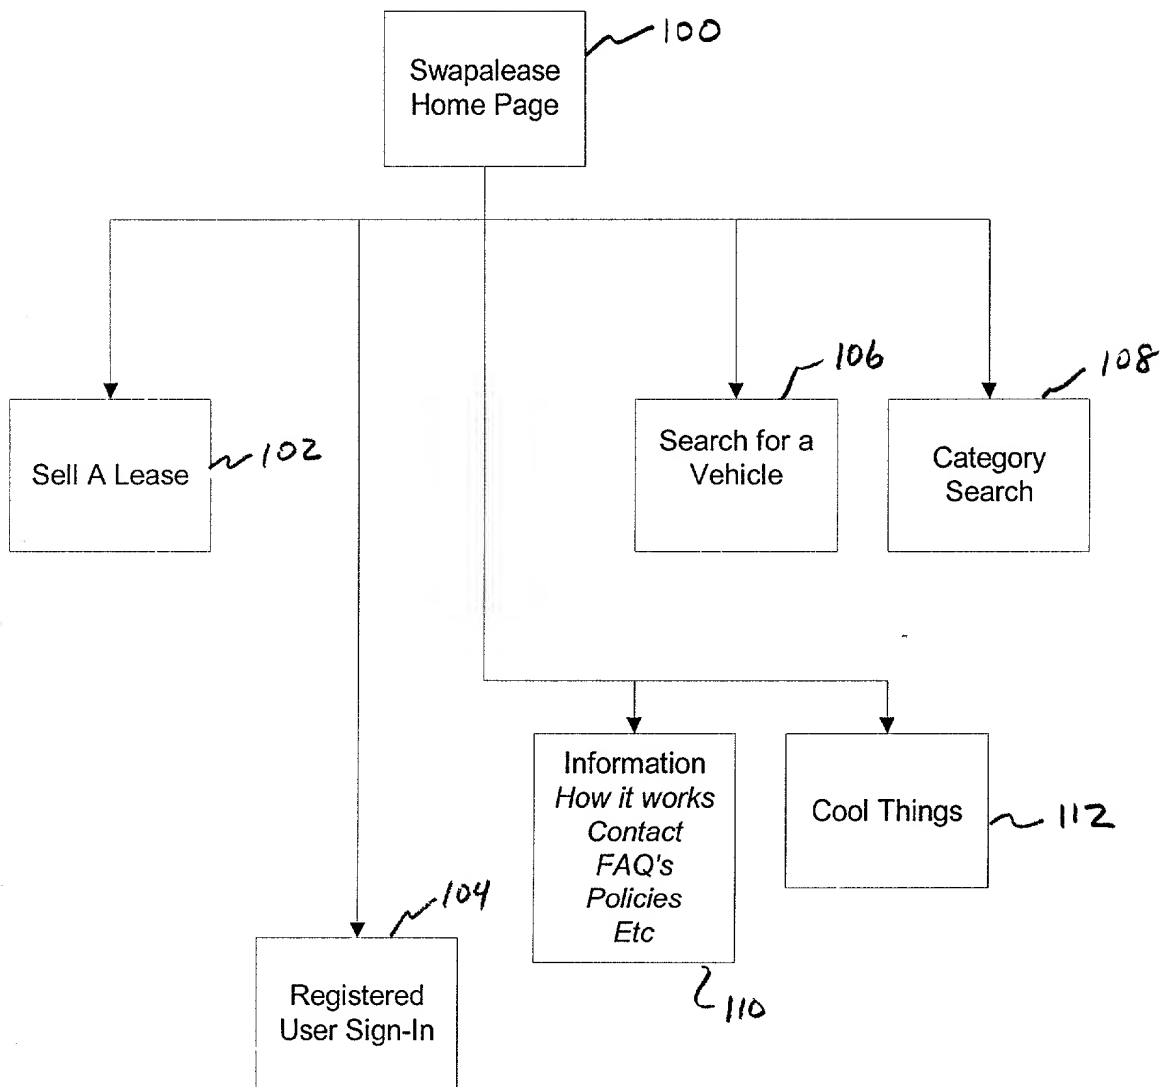 100
Swapalease
Home Page
106
108
Sell A Lease
102
Search for a
Vehicle
Category
Search
Information
How it works
Contact
FAQ's
Policies
Etc
Cool Things
112
104
110
Registered
User Sign-In